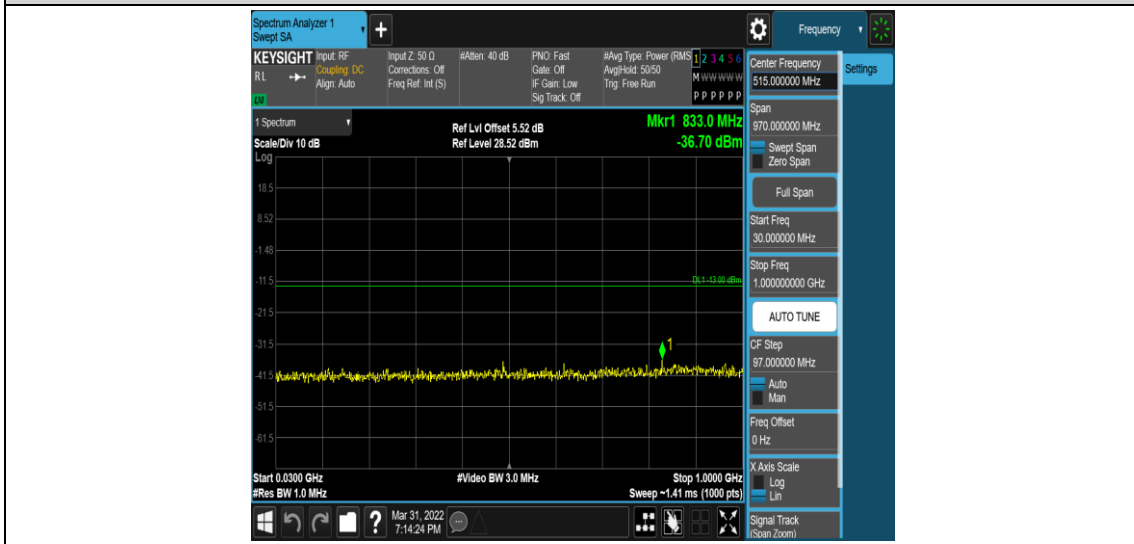 Spectrum Analyzer 1
Swept SA
+
Frequency
KEYSIGHT
RL
LXI
Input: RF
Coupling: DC
Align: Auto
Input Z: 50 Ω
Corrections: Off
Freq Ref: Int (S)
#Atten: 40 dB
PNO: Fast
Gate: Off
IF Gain: Low
Sig Track: Off
#Avg Type: Power (RMS
Avg|Hold: 50/50
Trig: Free Run
1 2 3 4 5 6
M W W W W W
P P P P P P
1 Spectrum
Scale/Div 10 dB
Ref Lvl Offset 5.52 dB
Ref Level 28.52 dBm
Mkr1 833.0 MHz
-36.70 dBm
Log
18.5
8.52
-1.48
-11.5
DL1 -13.00 dBm
-21.5
-31.5
1
-41.5
-51.5
-61.5
Start 0.0300 GHz
#Res BW 1.0 MHz
#Video BW 3.0 MHz
Stop 1.0000 GHz
Sweep ~1.41 ms (1000 pts)
Mar 31, 2022
7:14:24 PM
Center Frequency
515.000000 MHz
Span
970.000000 MHz
Swept Span
Zero Span
Full Span
Start Freq
30.000000 MHz
Stop Freq
1.000000000 GHz
AUTO TUNE
CF Step
97.000000 MHz
Auto
Man
Freq Offset
0 Hz
X Axis Scale
Log
Lin
Signal Track
(Span Zoom)
Settings